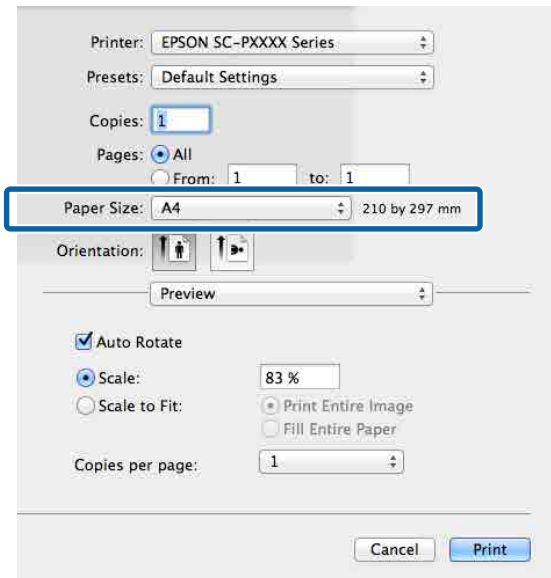 Printer: EPSON SC-PXXXX Series
Presets: Default Settings
Copies: 1
Pages: All
From: 1 to: 1
Paper Size: A4 210 by 297 mm
Orientation:
Preview
Auto Rotate
Scale: 83 %
Scale to Fit: Print Entire Image
Fill Entire Paper
Copies per page: 1
Cancel Print